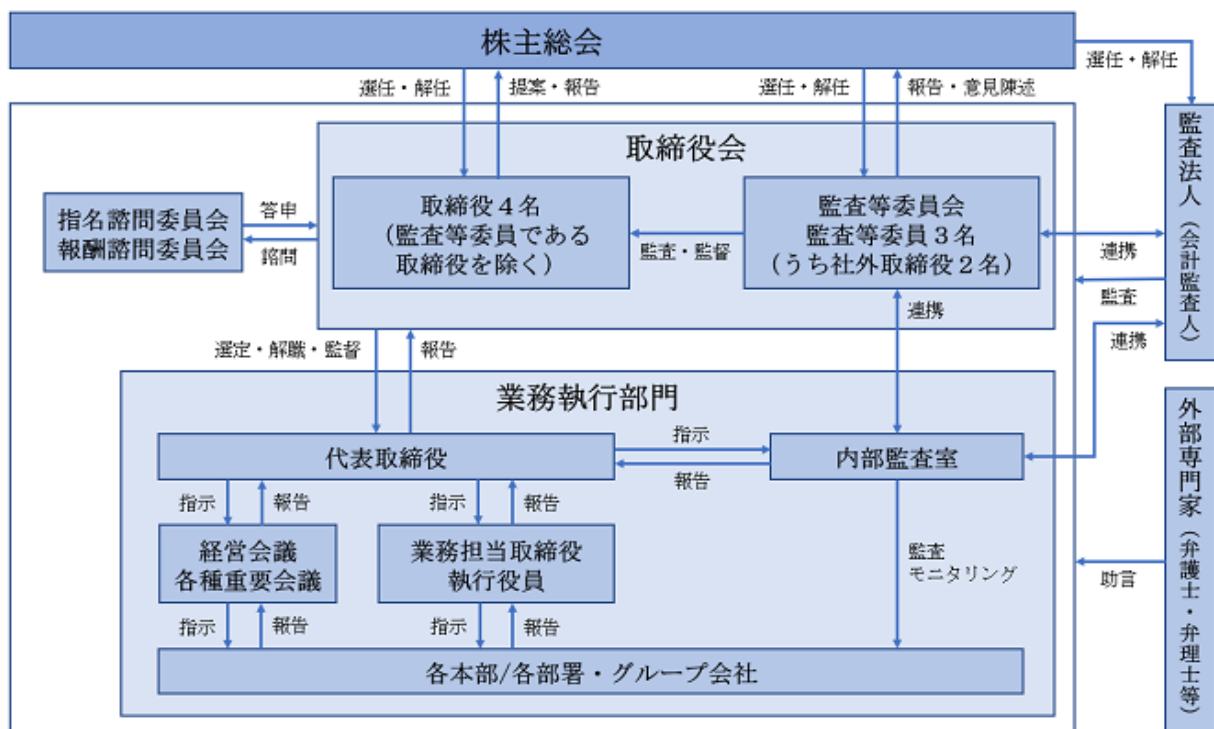 株主総会
選任・解任
提案・報告
選任・解任
報告・意見陳述
選任・解任
取締役会
取締役4名
（監査等委員である
取締役を除く）
監査等委員会
監査等委員3名
（うち社外取締役2名）
監査・監督
指名諮問委員会
報酬諮問委員会
答申
諮問
連携
監査
連携
連携
監査法人（会計監査人）
選定・解職・監督
報告
業務執行部門
代表取締役
指示
報告
内部監査室
指示
報告
指示
報告
経営会議
各種重要会議
業務担当取締役
執行役員
監査
モニタリング
指示
報告
指示
報告
各本部/各部署・グループ会社
助言
外部専門家（弁護士・弁理士等）